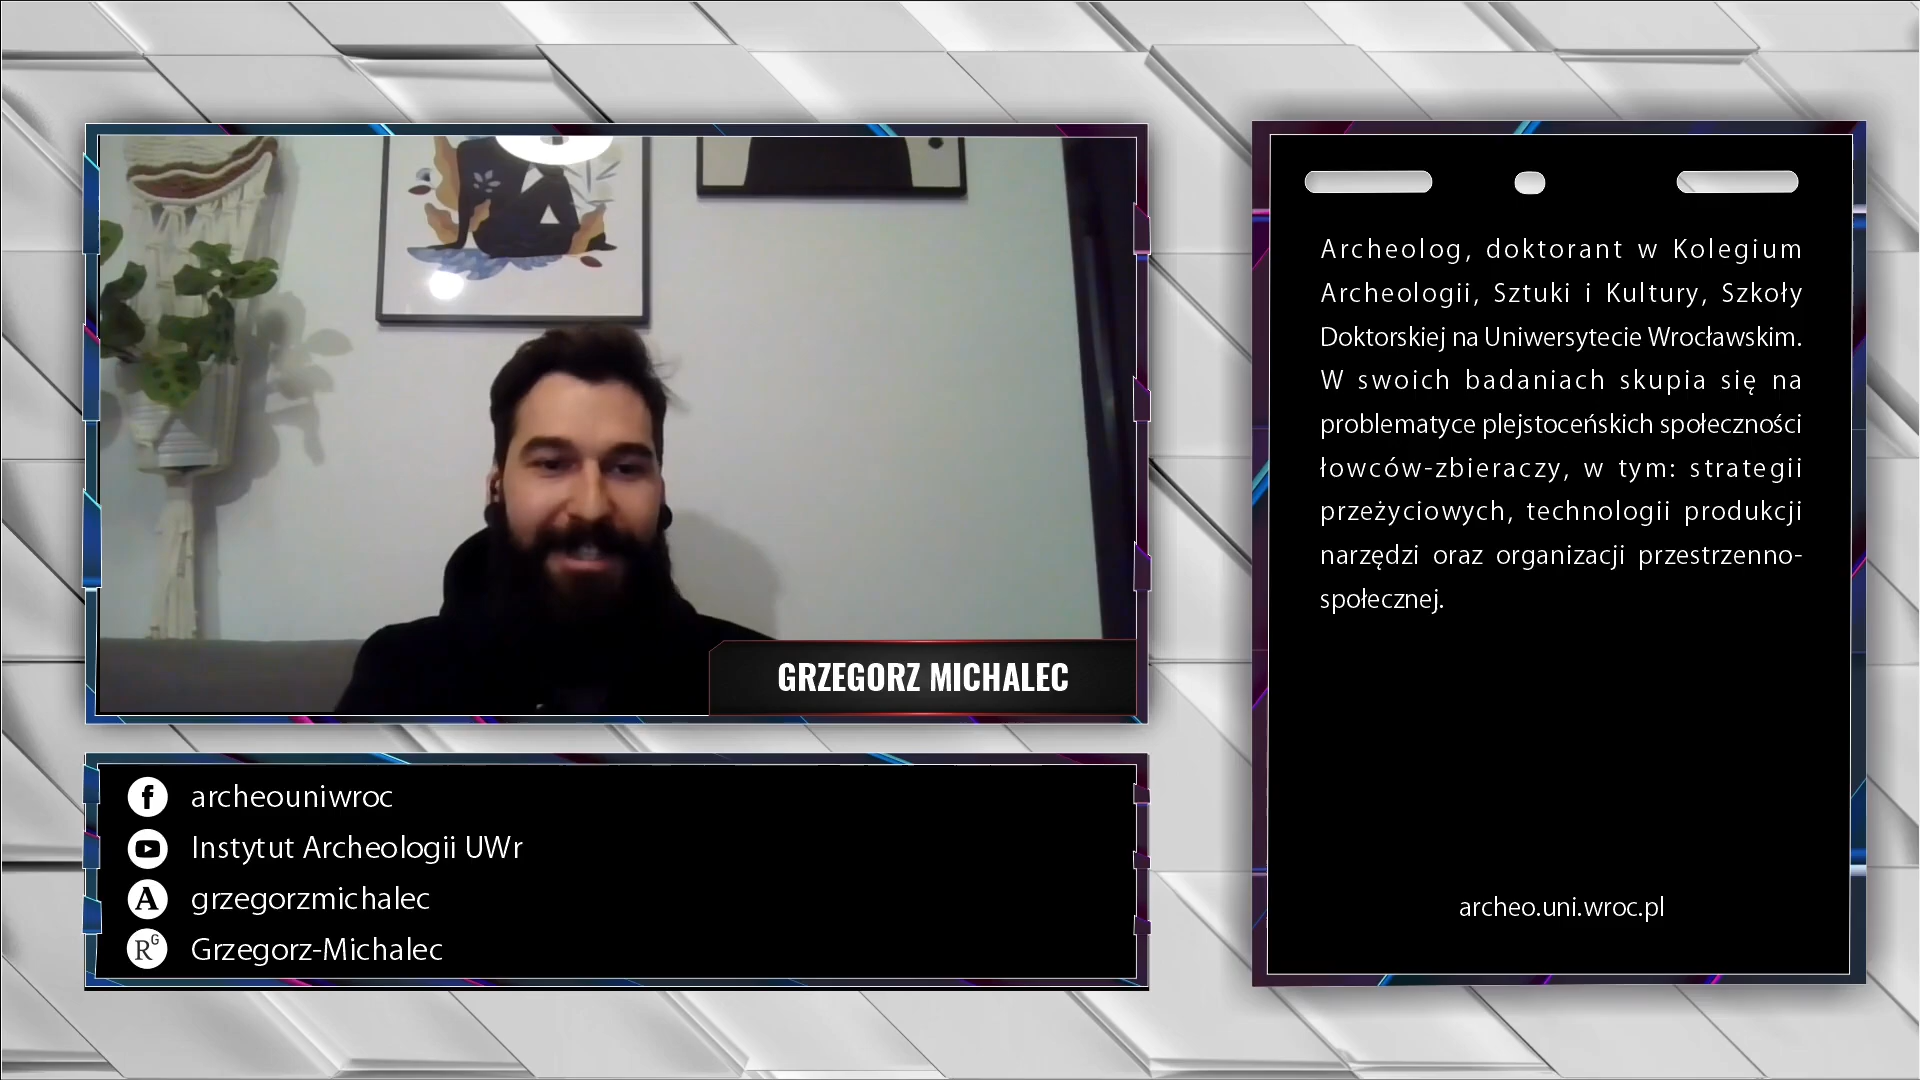 GRZEGORZ MICHALEC
archeouniwroc
Instytut Archeologii UWr
grzegorzmichalec
Grzegorz-Michalec
Archeolog, doktorant w Kolegium
Archeologii, Sztuki i Kultury, Szkoły
Doktorskiej na Uniwersytecie Wrocławskim.
W swoich badaniach skupia się na
problematyce plejstoceńskich społeczności
łowców-zbieraczy, w tym: strategii
przeżyciowych, technologii produkcji
narzędzi oraz organizacji przestrzenno-
społecznej.
archeo.uni.wroc.pl